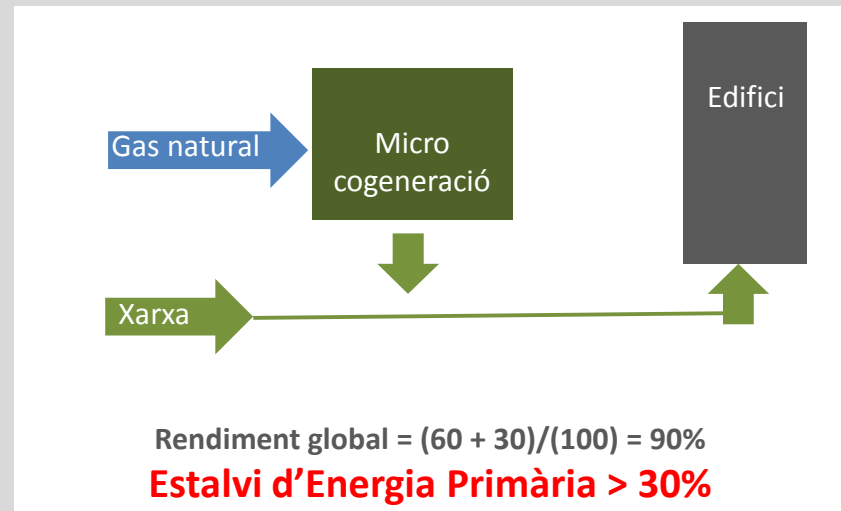 Edifici
Gas natural
Micro
cogeneració
Xarxa
Rendiment global = (60 + 30)/(100) = 90%
Estalvi d’Energia Primària > 30%